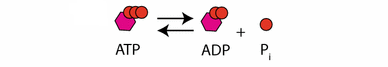 ATP ADP + Pi